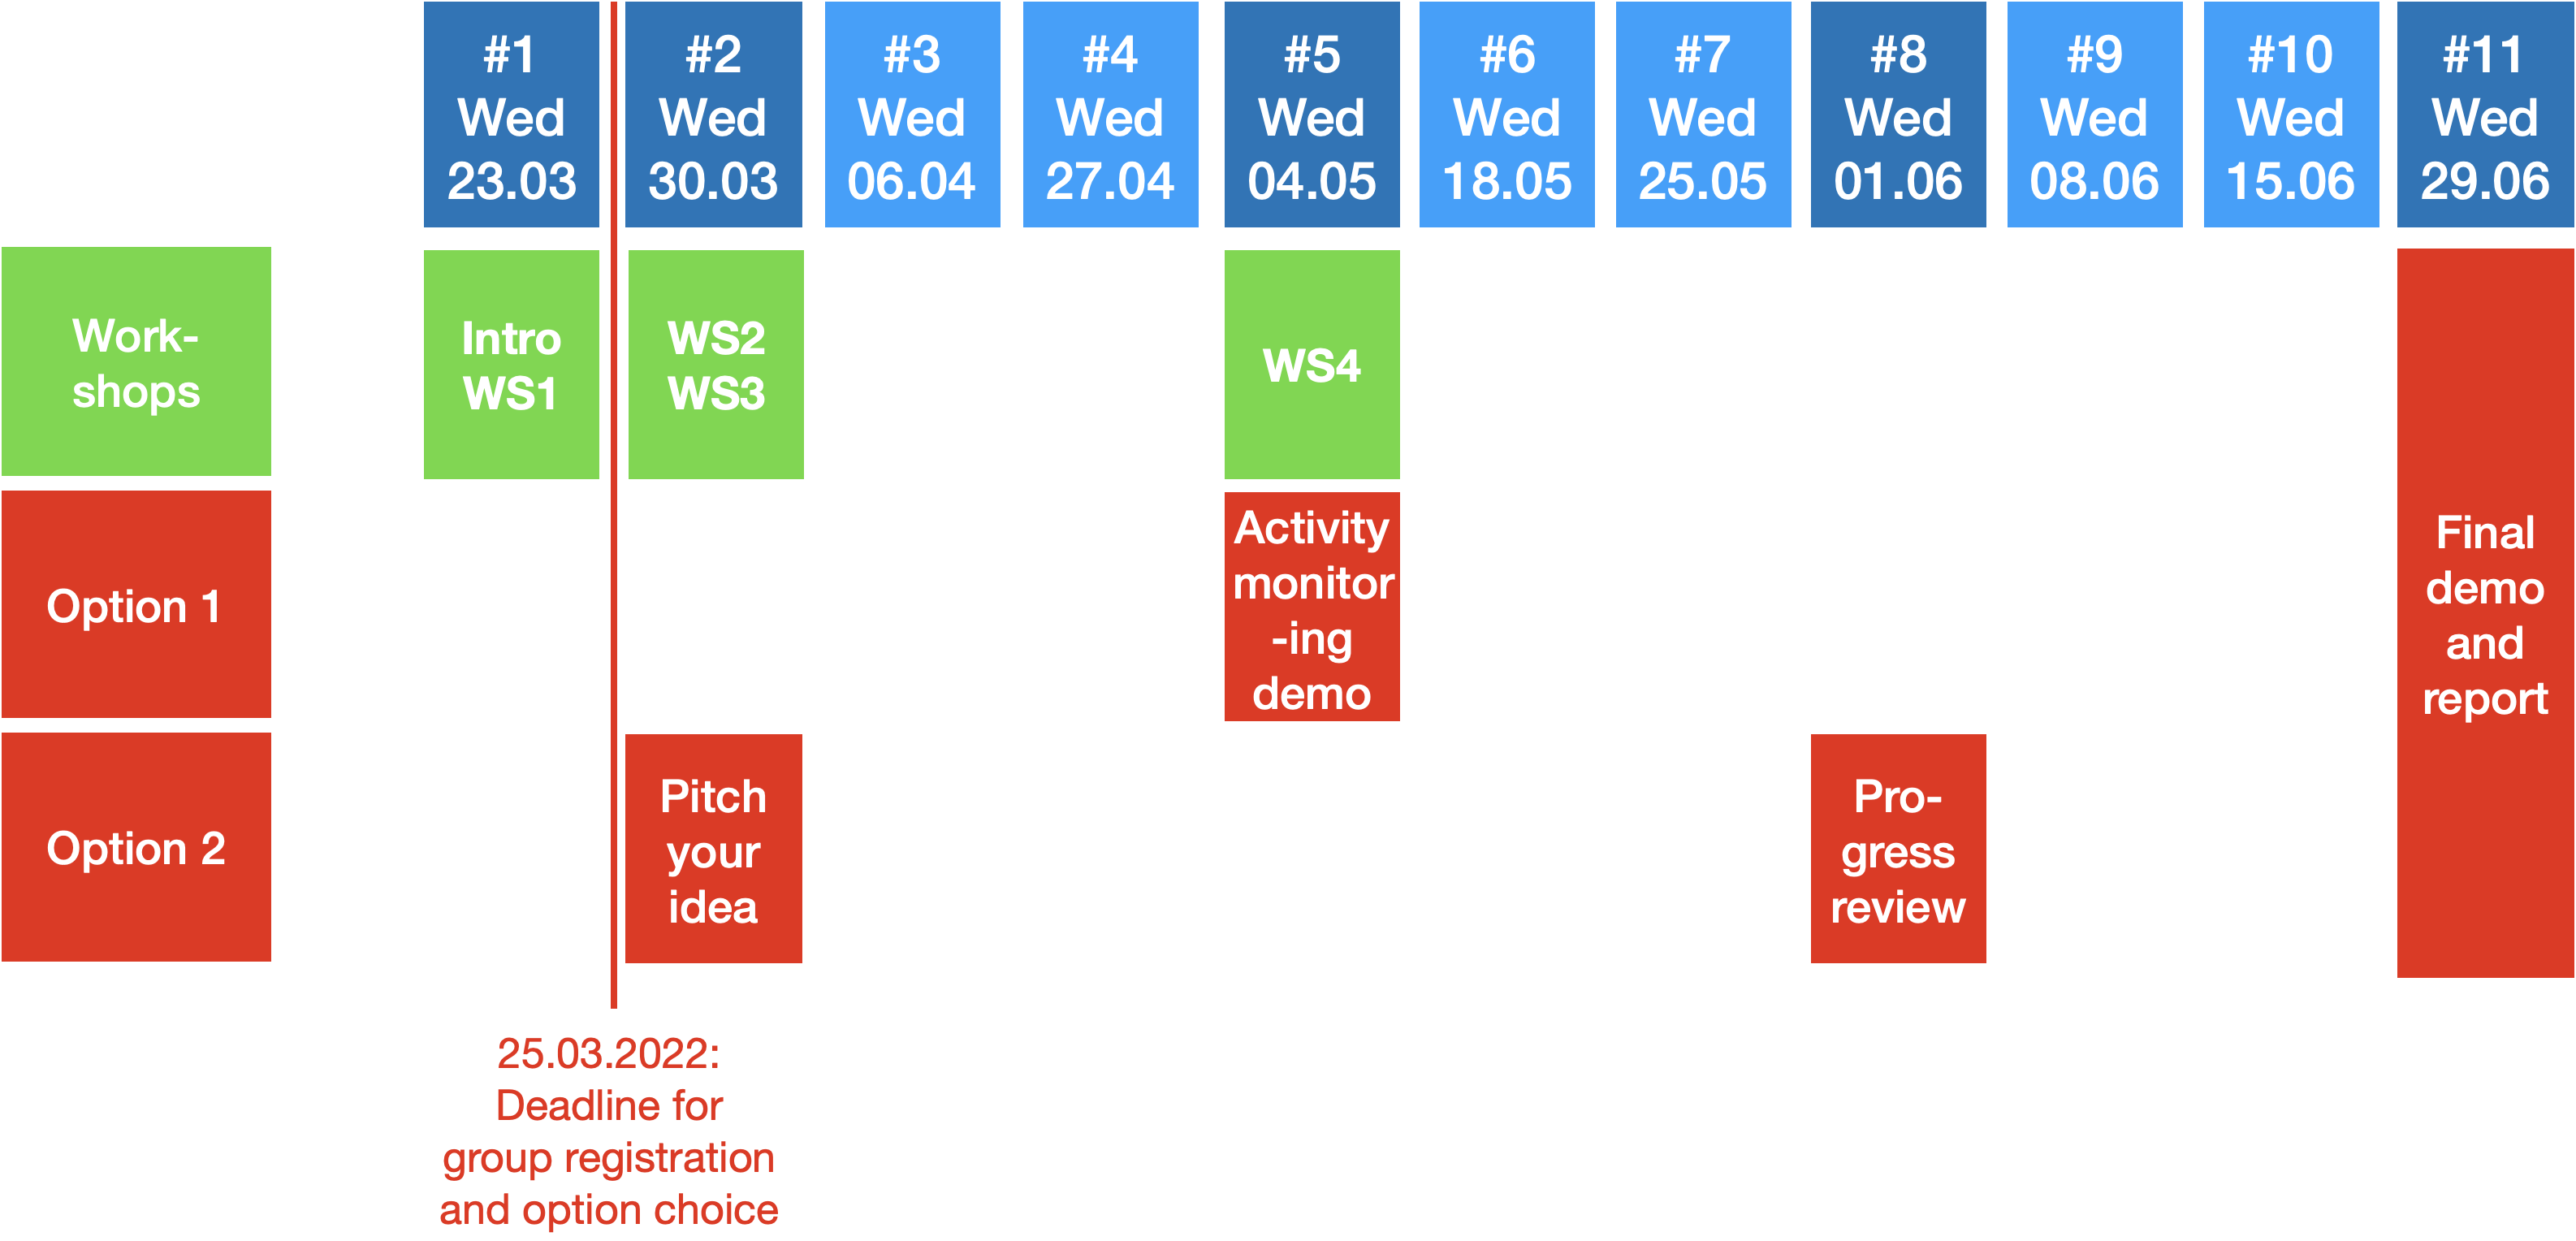 #1
Wed
23.03
#2
Wed
30.03
#3
Wed
06.04
#4
Wed
27.04
#5
Wed
04.05
#6
Wed
18.05
#7
Wed
25.05
#8
Wed
01.06
#9
Wed
08.06
#10
Wed
15.06
#11
Wed
29.06
Work-
shops
Intro
WS1
WS2
WS3
WS4
Option 1
Activity
monitor
-ing
demo
Final
demo
and
report
Option 2
Pitch
your
idea
Pro-
gress
review
25.03.2022:
Deadline for
group registration
and option choice